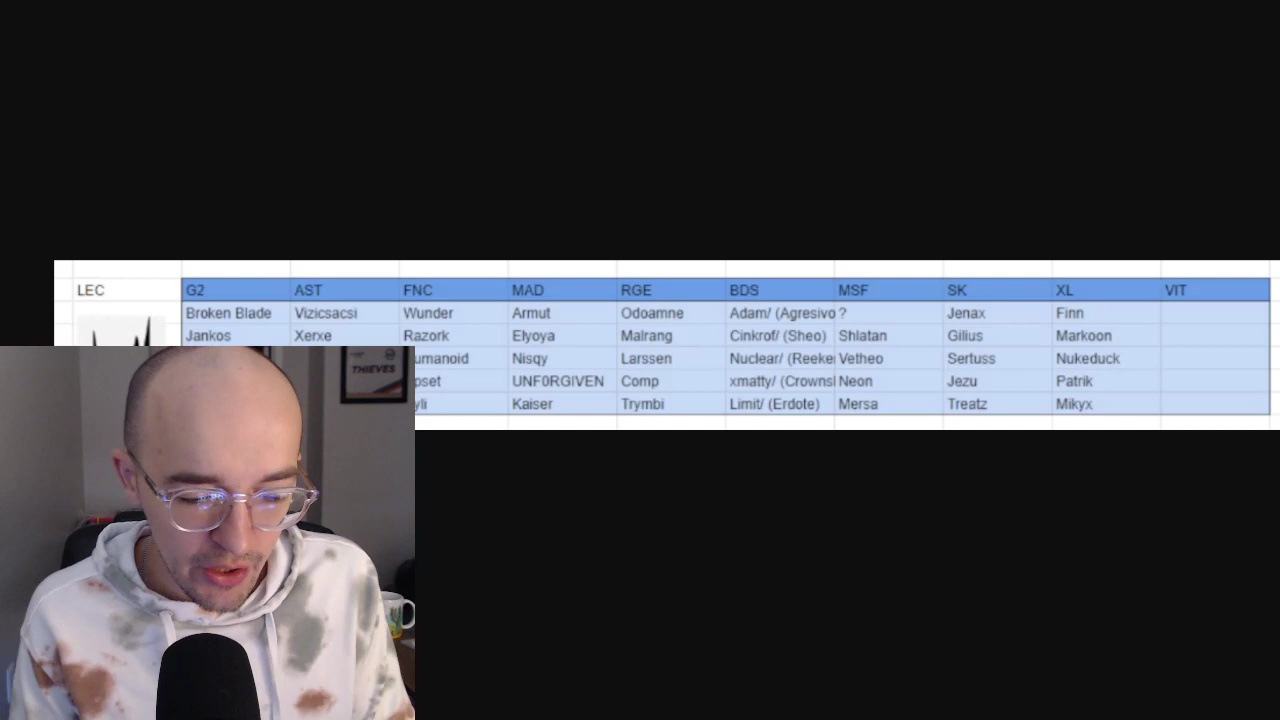 LEC G2 AST FNC MAD RGE BDS MSF SK XL VIT
Broken Blade Vizicsacsi Wunder Armut Odoamne Adam/ (Agresivo ? Jenax Finn
Jankos Xerxe Razork Elyoya Malrang Cinkrof/ (Sheo) Shlatan Gilius Markoon
umanoid Nisqy Larssen Nuclear/ (Reeke Vetheo Sertuss Nukeduck
pset UNF0RGIVEN Comp xmatty/ (Crowns Neon Jezu Patrik
yli Kaiser Trymbi Limit/ (Erdote) Mersa Treatz Mikyx
THIEVES